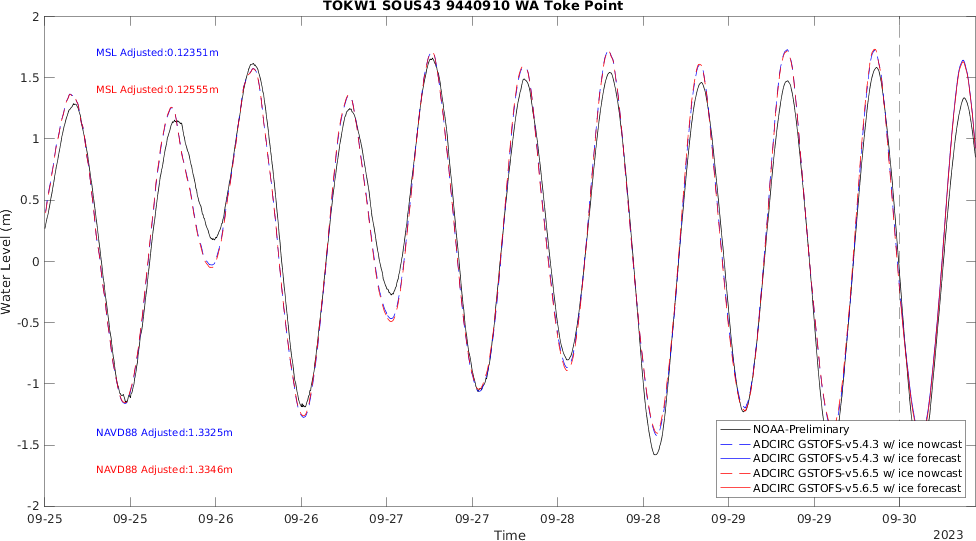 TOKW1 SOUS43 9440910 WA Toke Point
2
1.5
1
0.5
0
-0.5
-1
-1.5
-2
Water Level (m)
MSL Adjusted:0.12351m
MSL Adjusted:0.12555m
NAVD88 Adjusted:1.3325m
NAVD88 Adjusted:1.3346m
NOAA-Preliminary
ADCIRC GSTOFS-v5.4.3 w/ ice nowcast
ADCIRC GSTOFS-v5.4.3 w/ ice forecast
ADCIRC GSTOFS-v5.6.5 w/ ice nowcast
ADCIRC GSTOFS-v5.6.5 w/ ice forecast
09-25 09-25 09-26 09-26 09-27 09-27 09-28 09-28 09-29 09-29 09-30
Time
2023